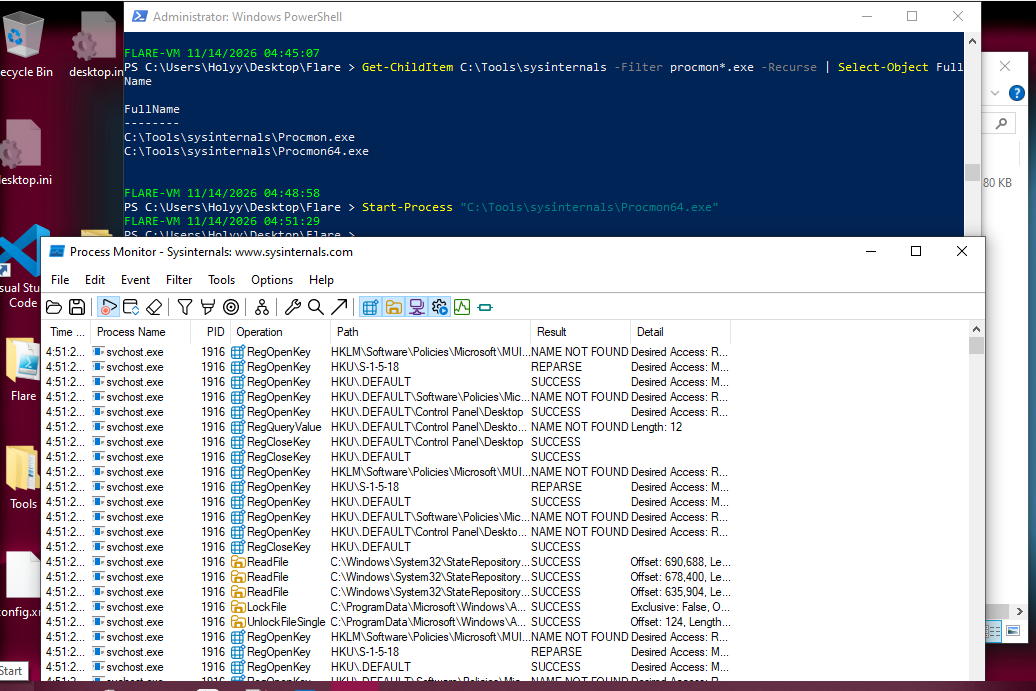 Administrator: Windows PowerShell
FLARE-VM 11/14/2026 04:45:07
PS C:\Users\Holyy\Desktop\Flare > Get-ChildItem C:\Tools\sysinternals -Filter procmon*.exe -Recurse | Select-Object Full
Name
FullName
--------
C:\Tools\sysinternals\Procmon.exe
C:\Tools\sysinternals\Procmon64.exe
FLARE-VM 11/14/2026 04:48:58
PS C:\Users\Holyy\Desktop\Flare > Start-Process "C:\Tools\sysinternals\Procmon64.exe"
FLARE-VM 11/14/2026 04:51:29
PS C:\Users\Holyy\Desktop\Flare >
ecycle Bin
desktop.in
desktop.ini
sual Stu
Code
Flare
Tools
onfig.xm
Start
80 KB
Process Monitor - Sysinternals: www.sysinternals.com
File Edit Event Filter Tools Options Help
Time ... Process Name PID Operation Path Result Detail
4:51:2... svchost.exe 1916 RegOpenKey HKLM\Software\Policies\Microsoft\MUI... NAME NOT FOUND Desired Access: R...
4:51:2... svchost.exe 1916 RegOpenKey HKU\S-1-5-18 REPARSE Desired Access: M...
4:51:2... svchost.exe 1916 RegOpenKey HKU\.DEFAULT SUCCESS Desired Access: M...
4:51:2... svchost.exe 1916 RegOpenKey HKU\.DEFAULT\Software\Policies\Mic... NAME NOT FOUND Desired Access: R...
4:51:2... svchost.exe 1916 RegOpenKey HKU\.DEFAULT\Control Panel\Desktop SUCCESS Desired Access: R...
4:51:2... svchost.exe 1916 RegQueryValue HKU\.DEFAULT\Control Panel\Deskto... NAME NOT FOUND Length: 12
4:51:2... svchost.exe 1916 RegCloseKey HKU\.DEFAULT\Control Panel\Desktop SUCCESS
4:51:2... svchost.exe 1916 RegCloseKey HKU\.DEFAULT SUCCESS
4:51:2... svchost.exe 1916 RegOpenKey HKLM\Software\Policies\Microsoft\MUI... NAME NOT FOUND Desired Access: R...
4:51:2... svchost.exe 1916 RegOpenKey HKU\S-1-5-18 REPARSE Desired Access: M...
4:51:2... svchost.exe 1916 RegOpenKey HKU\.DEFAULT SUCCESS Desired Access: M...
4:51:2... svchost.exe 1916 RegOpenKey HKU\.DEFAULT\Software\Policies\Mic... NAME NOT FOUND Desired Access: R...
4:51:2... svchost.exe 1916 RegOpenKey HKU\.DEFAULT\Control Panel\Deskto... NAME NOT FOUND Desired Access: R...
4:51:2... svchost.exe 1916 RegCloseKey HKU\.DEFAULT SUCCESS
4:51:2... svchost.exe 1916 ReadFile C:\Windows\System32\StateRepository... SUCCESS Offset: 690,688, Le...
4:51:2... svchost.exe 1916 ReadFile C:\Windows\System32\StateRepository... SUCCESS Offset: 678,400, Le...
4:51:2... svchost.exe 1916 ReadFile C:\Windows\System32\StateRepository... SUCCESS Offset: 635,904, Le...
4:51:2... svchost.exe 1916 LockFile C:\ProgramData\Microsoft\Windows\A... SUCCESS Exclusive: False, O...
4:51:2... svchost.exe 1916 UnlockFileSingle C:\ProgramData\Microsoft\Windows\A... SUCCESS Offset: 124, Length...
4:51:2... svchost.exe 1916 RegOpenKey HKLM\Software\Policies\Microsoft\MUI... NAME NOT FOUND Desired Access: R...
4:51:2... svchost.exe 1916 RegOpenKey HKU\S-1-5-18 REPARSE Desired Access: M...
4:51:2... svchost.exe 1916 RegOpenKey HKU\.DEFAULT SUCCESS Desired Access: M...